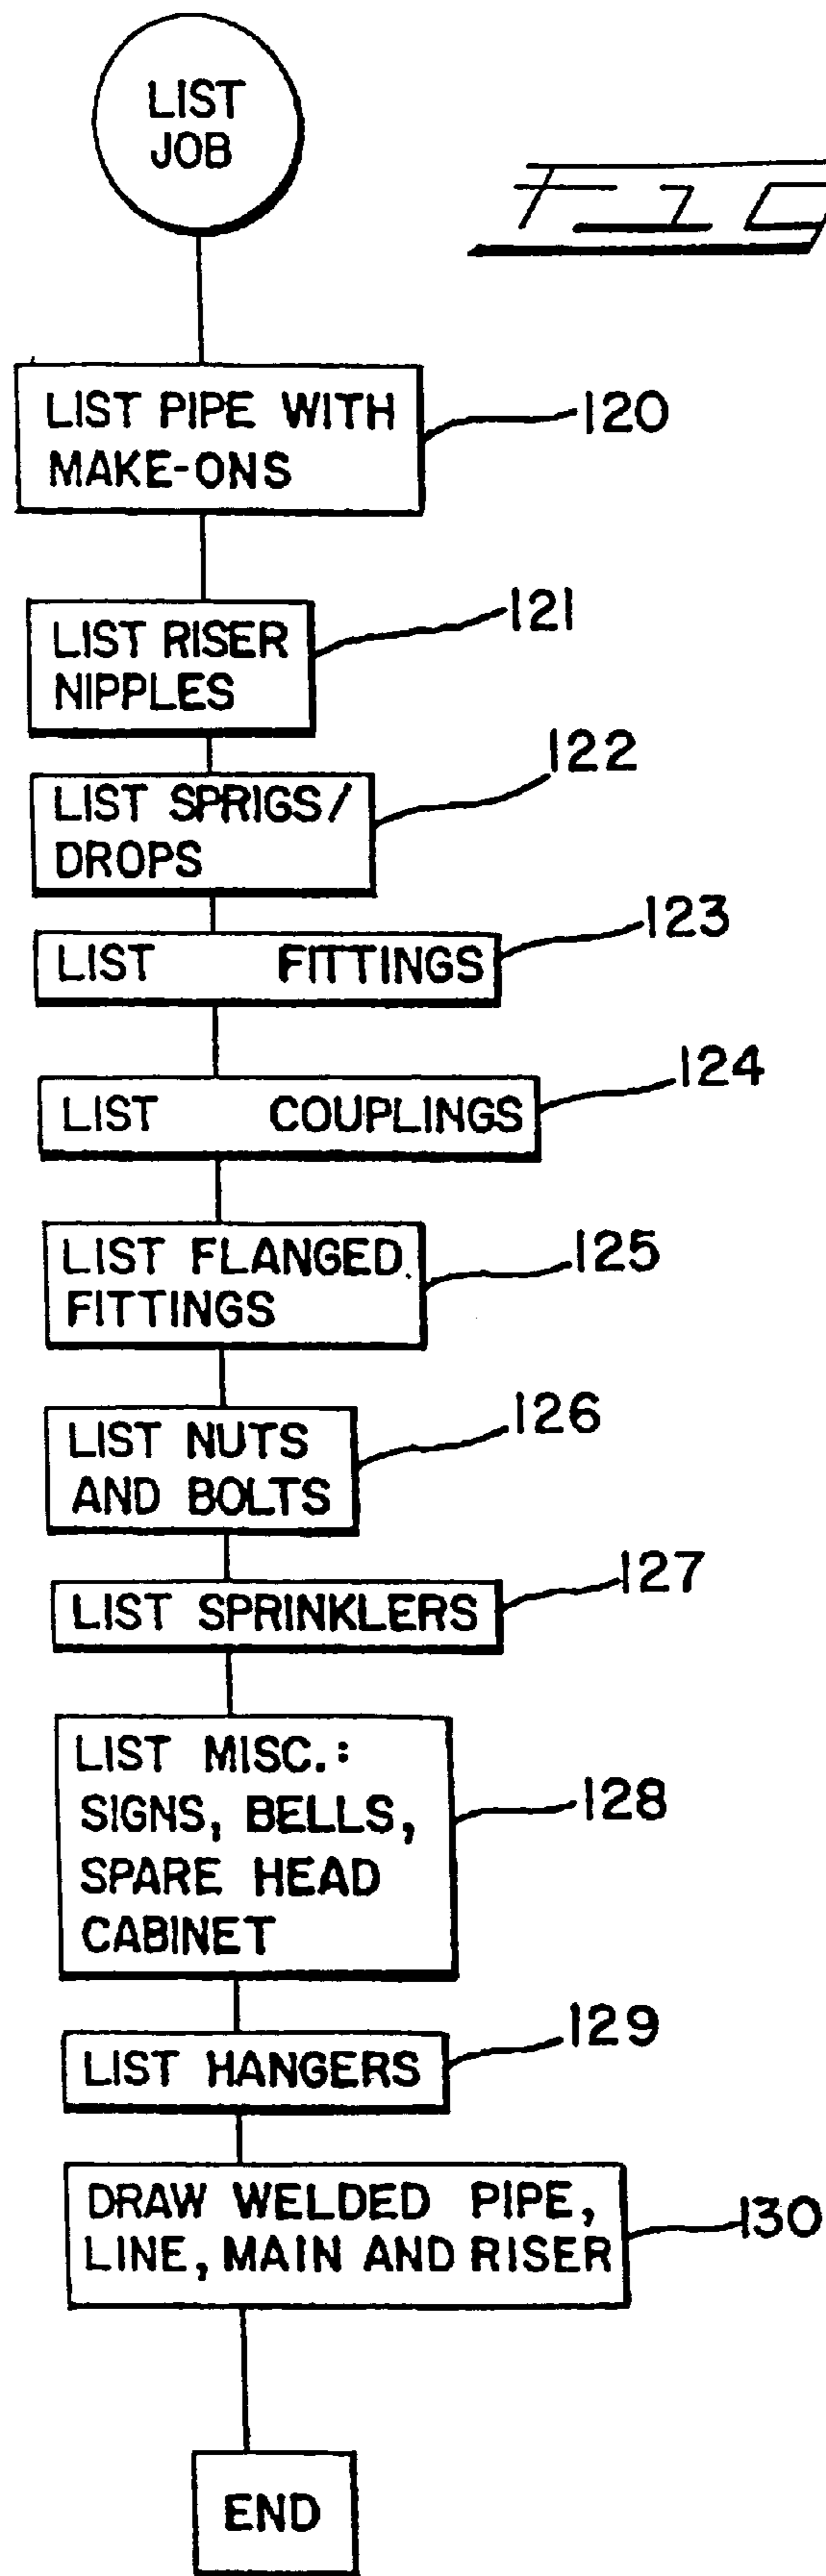 LIST
JOB
FIG
LIST PIPE WITH
MAKE-ONS
120
LIST RISER
NIPPLES
121
LIST SPRIGS/
DROPS
122
LIST FITTINGS
123
LIST COUPLINGS
124
LIST FLANGED
FITTINGS
125
LIST NUTS
AND BOLTS
126
LIST SPRINKLERS
127
LIST MISC.:
SIGNS, BELLS,
SPARE HEAD
CABINET
128
LIST HANGERS
129
DRAW WELDED PIPE,
LINE, MAIN AND RISER
130
END